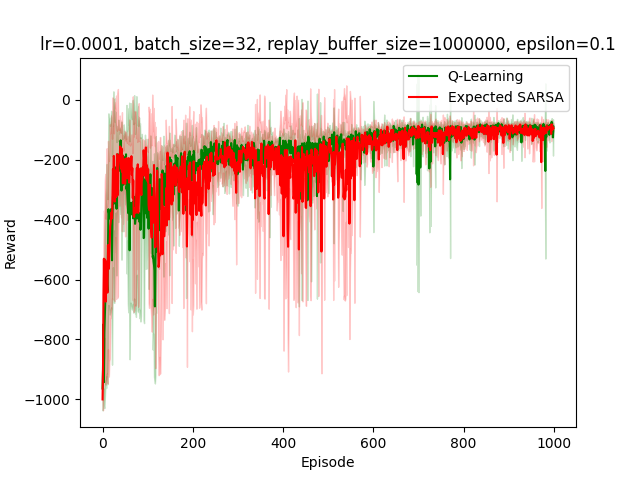 lr=0.0001, batch_size=32, replay_buffer_size=1000000, epsilon=0.1
Q-Learning
Expected SARSA
0
−200
−400
−600
−800
−1000
Reward
0 200 400 600 800 1000
Episode